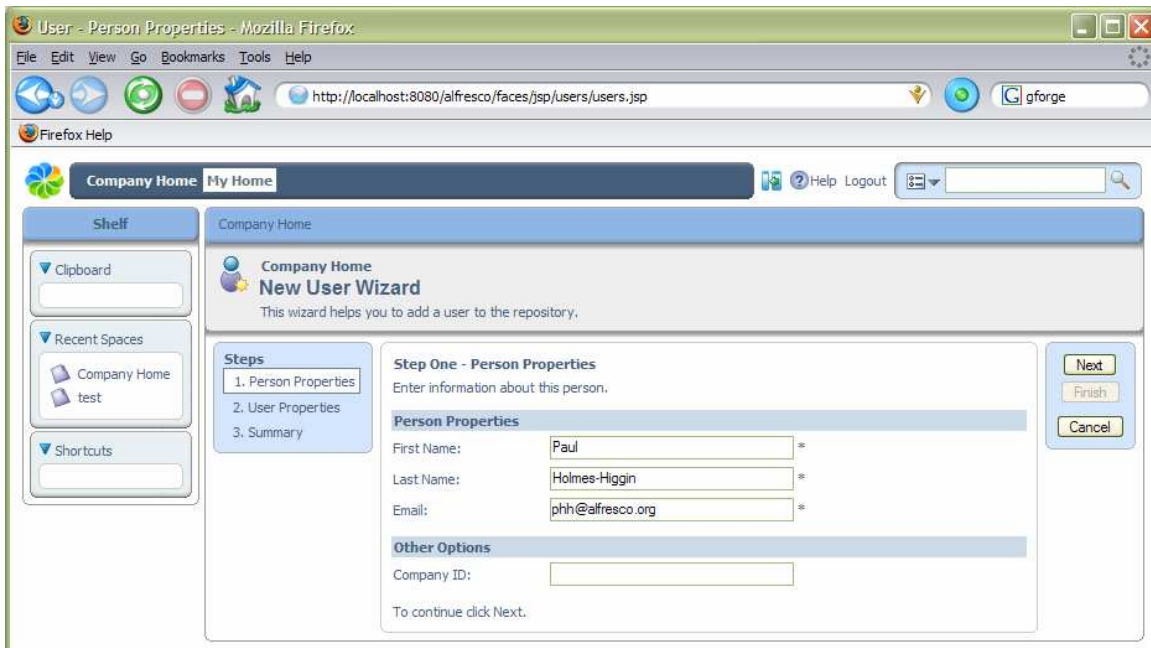 User - Person Properties - Mozilla Firefox
File Edit View Go Bookmarks Tools Help
http://localhost:8080/alfresco/faces/jsp/users/users.jsp
G gforge
Firefox Help
Company Home My Home
Help Logout
Shelf
Company Home
Clipboard
Company Home
New User Wizard
This wizard helps you to add a user to the repository.
Recent Spaces
Company Home
test
Shortcuts
Steps
1. Person Properties
2. User Properties
3. Summary
Step One - Person Properties
Enter information about this person.
Person Properties
First Name: Paul *
Last Name: Holmes-Higgin *
Email: phh@alfresco.org *
Other Options
Company ID:
To continue click Next.
Next
Finish
Cancel